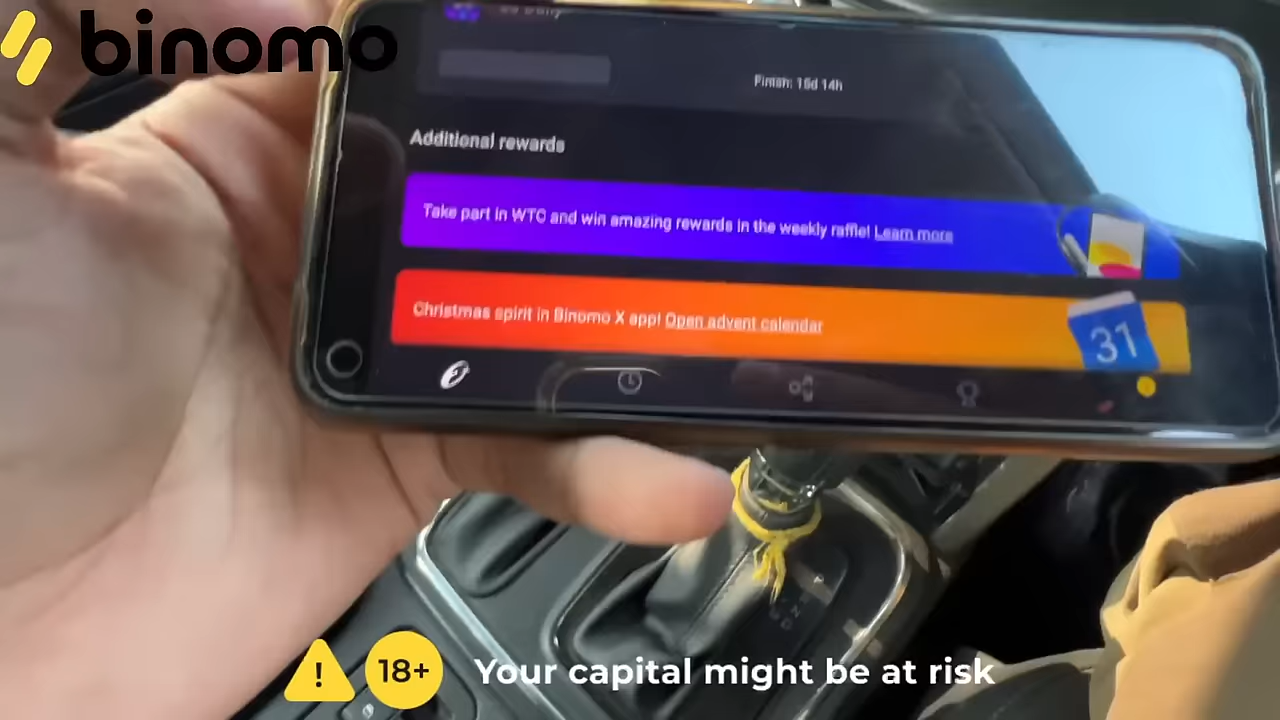 binomo
Finish: 15d 14h
Additional rewards
Take part in WTC and win amazing rewards in the weekly raffle! Learn more
Christmas spirit in Binomo X app! Open advent calendar
31
! 18+ Your capital might be at risk